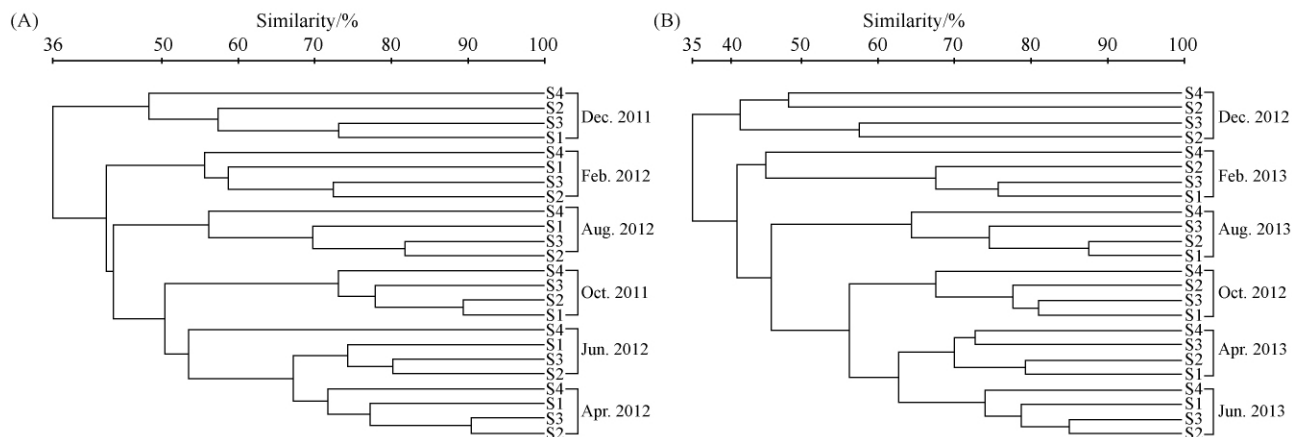 (A)
Similarity/%
36 50 60 70 80 90 100
S4
S2
S3
S1
Dec. 2011
S4
S1
S3
S2
Feb. 2012
S4
S1
S3
S2
Aug. 2012
S4
S3
S2
S1
Oct. 2011
S4
S1
S3
S2
Jun. 2012
S4
S1
S3
S2
Apr. 2012
(B)
Similarity/%
35 40 50 60 70 80 90 100
S4
S2
S3
S2
Dec. 2012
S4
S2
S3
S1
Feb. 2013
S4
S3
S2
S1
Aug. 2013
S4
S2
S3
S1
Oct. 2012
S4
S3
S2
S1
Apr. 2013
S4
S1
S3
S2
Jun. 2013